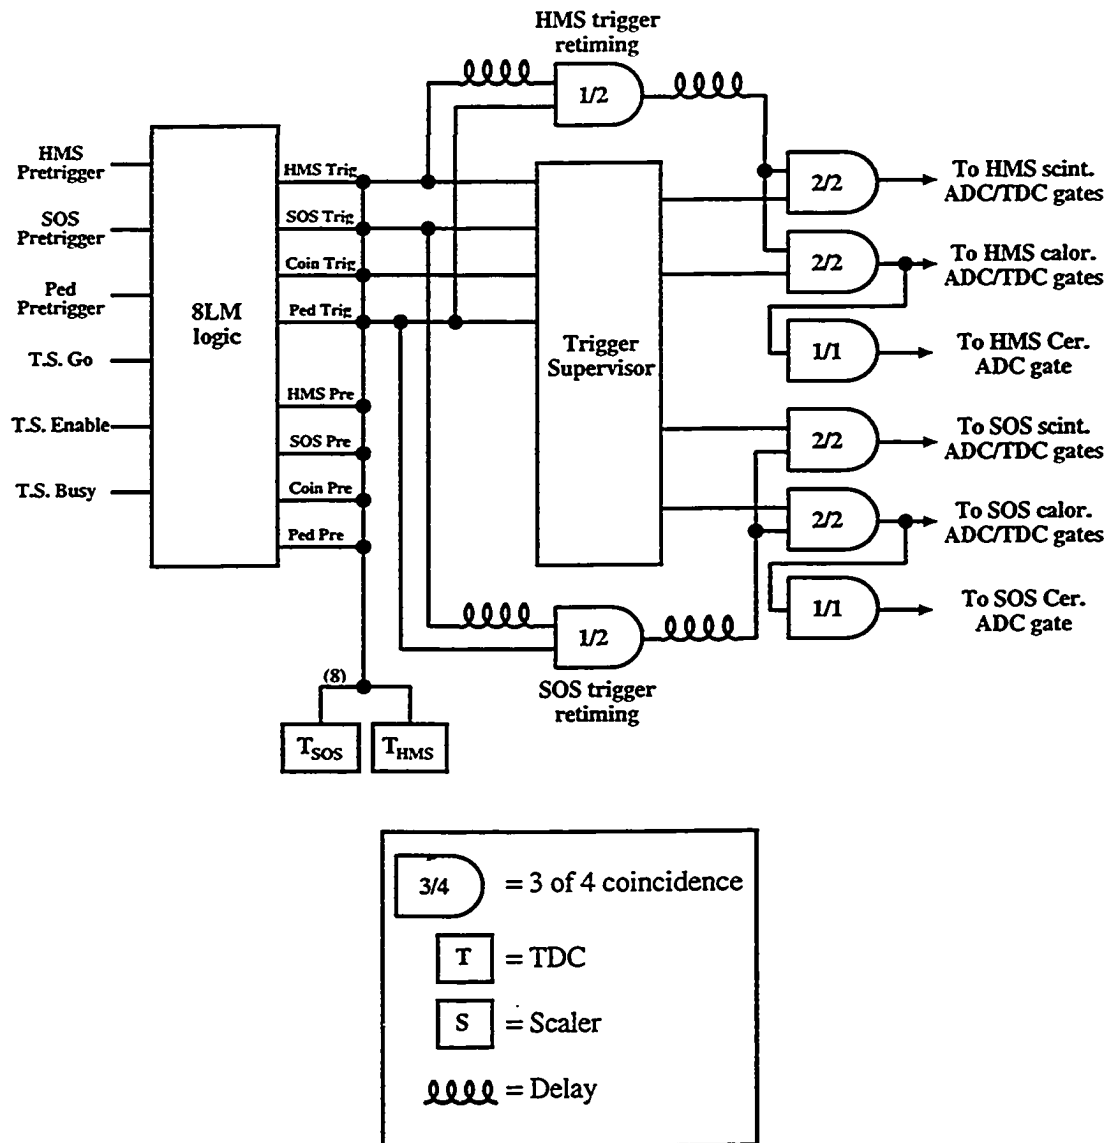 HMS trigger
retiming
1/2
HMS
Pretrigger
SOS
Pretrigger
Ped
Pretrigger
T.S. Go
T.S. Enable
T.S. Busy
8LM
logic
HMS Trig
SOS Trig
Coin Trig
Ped Trig
HMS Pre
SOS Pre
Coin Pre
Ped Pre
Trigger
Supervisor
2/2
To HMS scint.
ADC/TDC gates
2/2
To HMS calor.
ADC/TDC gates
1/1
To HMS Cer.
ADC gate
2/2
To SOS scint.
ADC/TDC gates
2/2
To SOS calor.
ADC/TDC gates
1/1
To SOS Cer.
ADC gate
1/2
SOS trigger
retiming
(8)
TSOS
THMS
3/4 = 3 of 4 coincidence
T = TDC
S = Scaler
= Delay